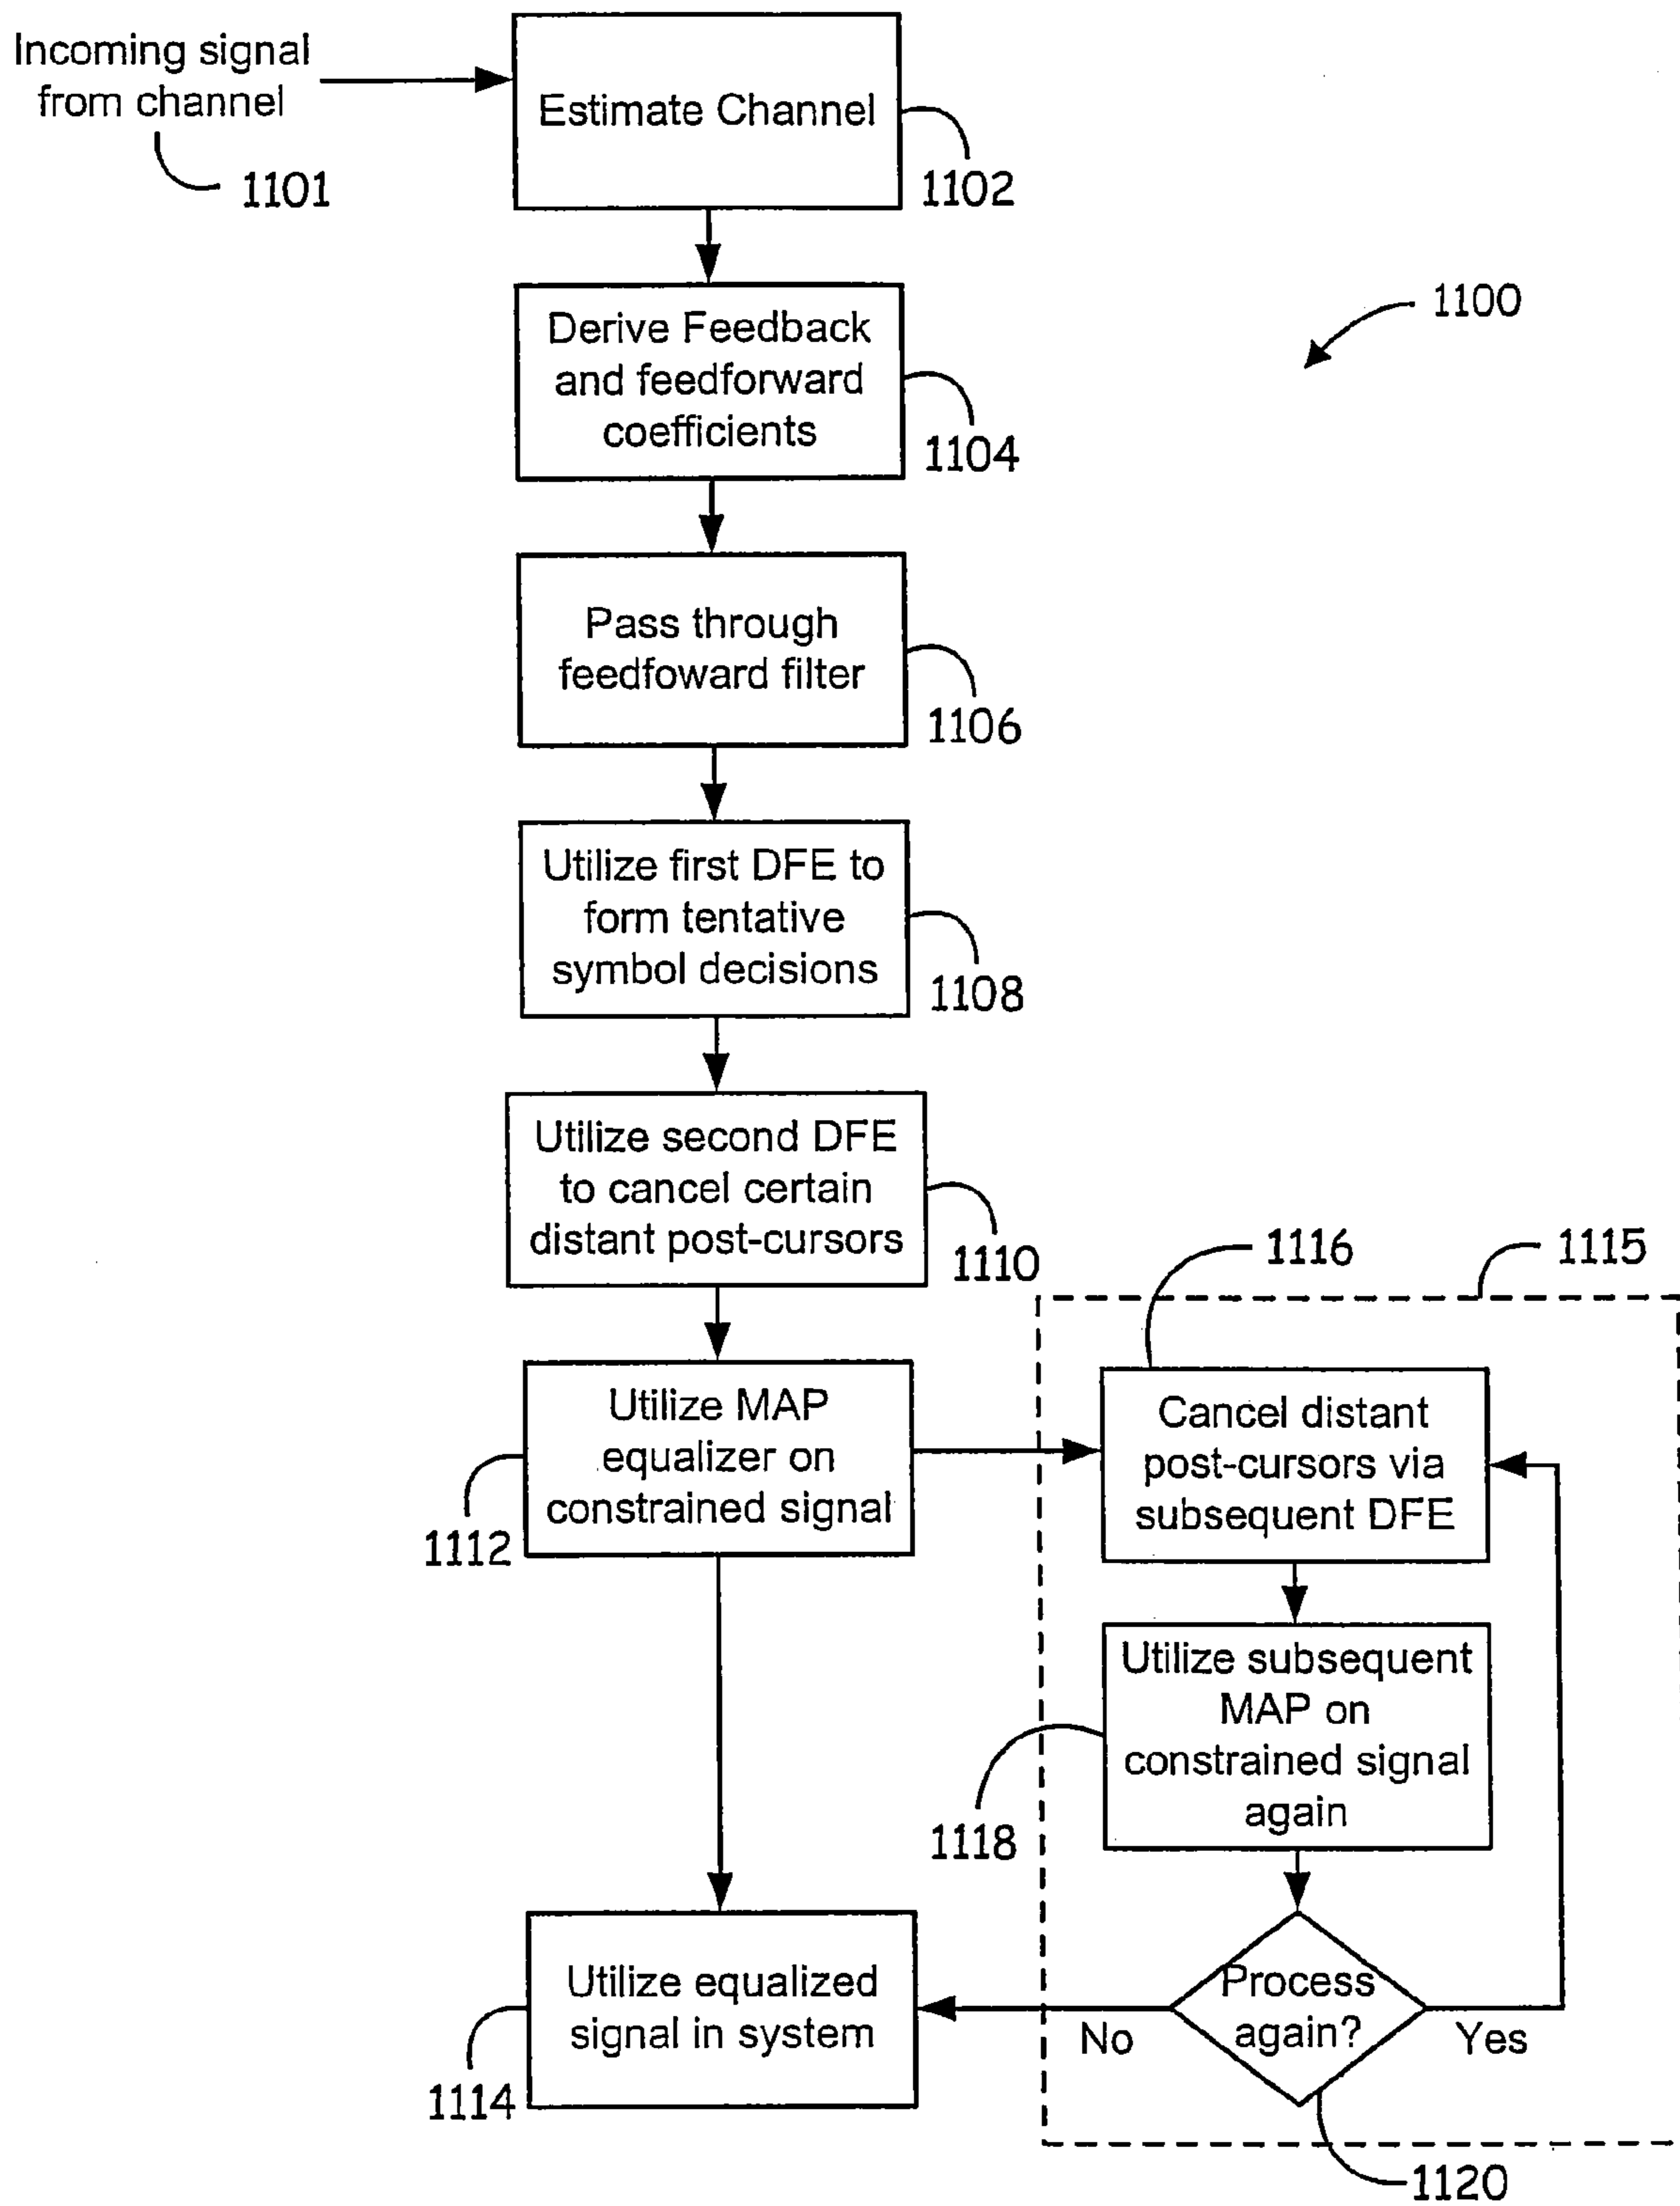 Incoming signal
from channel
1101
Estimate Channel
1102
Derive Feedback
and feedforward
coefficients
1104
1100
Pass through
feedfoward filter
1106
Utilize first DFE to
form tentative
symbol decisions
1108
Utilize second DFE
to cancel certain
distant post-cursors
1110
1116
1115
Utilize MAP
equalizer on
constrained signal
1112
Cancel distant
post-cursors via
subsequent DFE
Utilize subsequent
MAP on
constrained signal
again
1118
Utilize equalized
signal in system
1114
Process
again?
No
Yes
1120